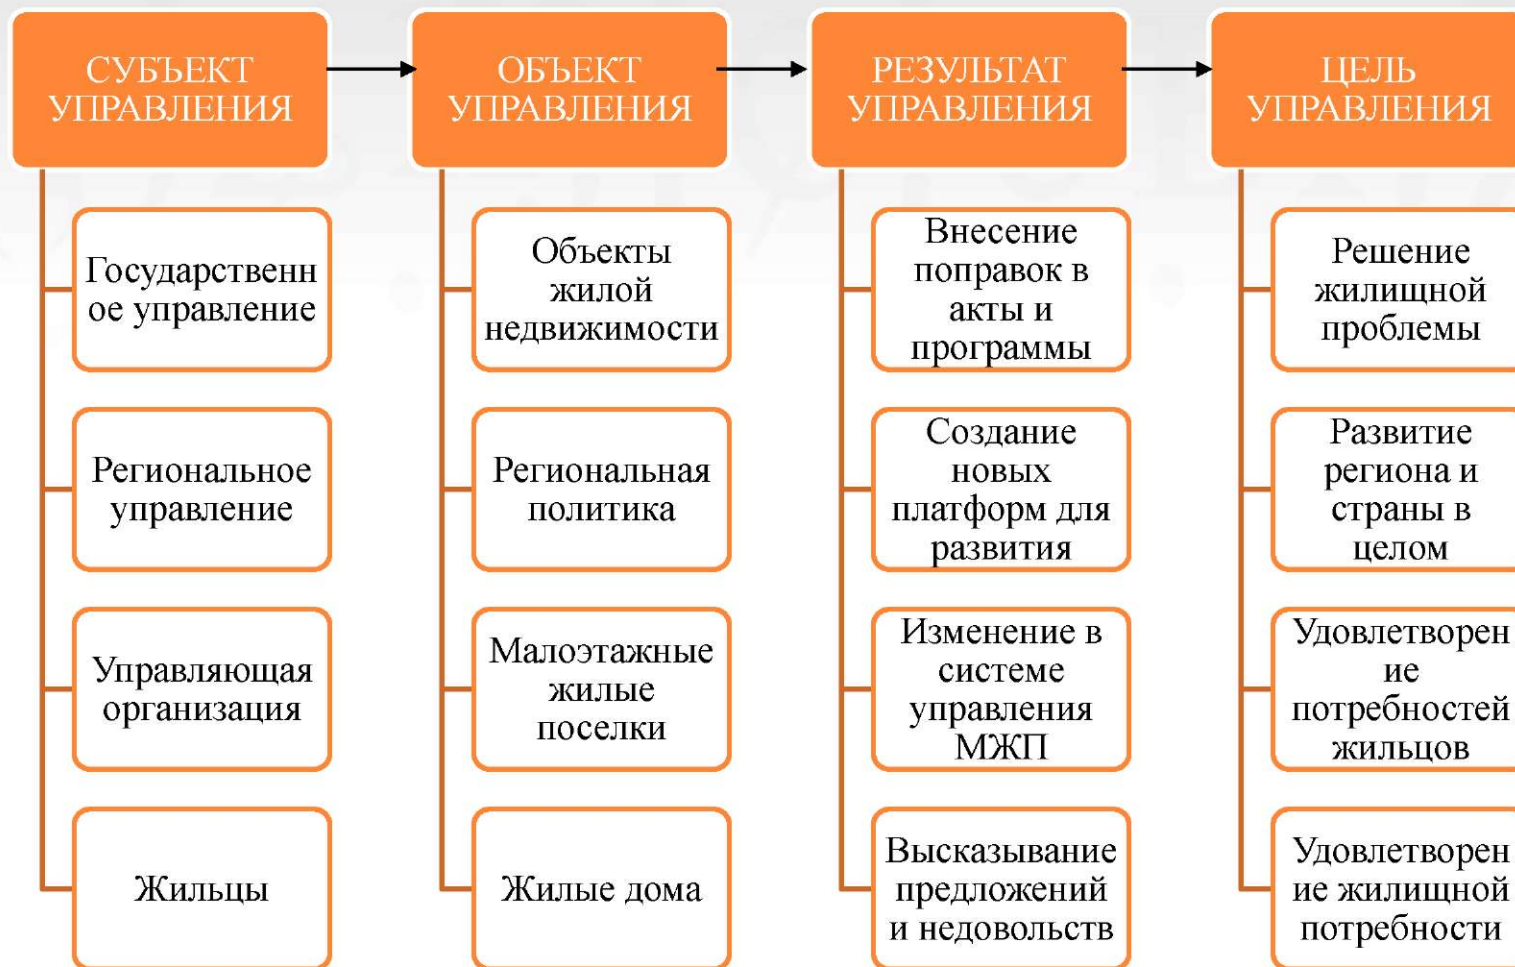 СУБЪЕКТ
УПРАВЛЕНИЯ
ОБЪЕКТ
УПРАВЛЕНИЯ
РЕЗУЛЬТАТ
УПРАВЛЕНИЯ
ЦЕЛЬ
УПРАВЛЕНИЯ
Государственн
ое управление
Региональное
управление
Управляющая
организация
Жильцы
Объекты
жилой
недвижимости
Региональная
политика
Малоэтажные
жилые
поселки
Жилые дома
Внесение
поправок в
акты и
программы
Создание
новых
платформ для
развития
Изменение в
системе
управления
МЖП
Высказывание
предложений
и недовольств
Решение
жилищной
проблемы
Развитие
региона и
страны в
целом
Удовлетворен
ие
потребностей
жильцов
Удовлетворен
ие жилищной
потребности